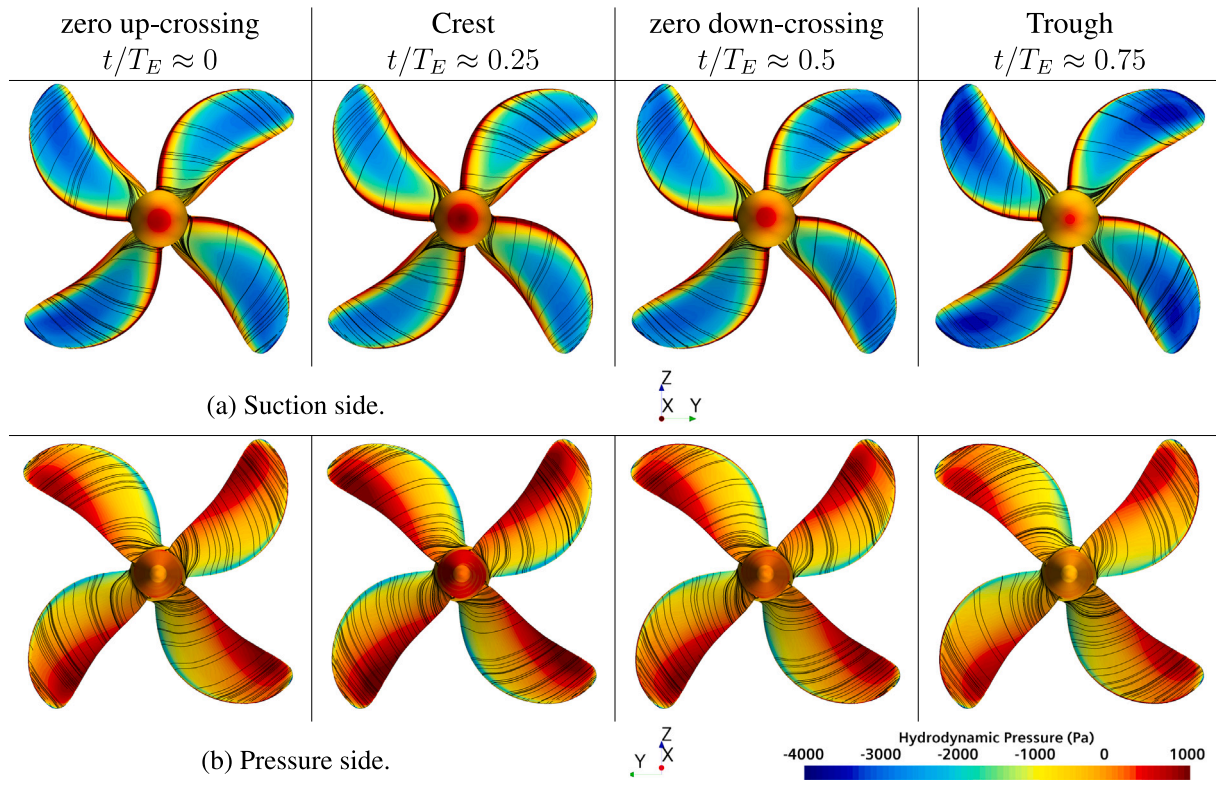 zero up-crossing Crest zero down-crossing Trough
t/T_E ≈ 0 t/T_E ≈ 0.25 t/T_E ≈ 0.5 t/T_E ≈ 0.75
Z
X Y
(a) Suction side.
Z
Y X
(b) Pressure side.
Hydrodynamic Pressure (Pa)
-4000 -3000 -2000 -1000 0 1000